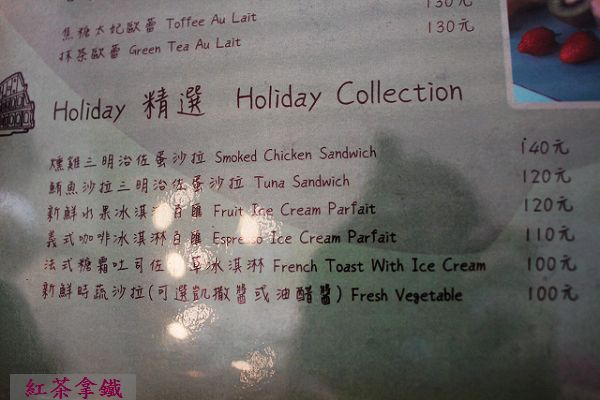 130元
焦糖太妃歐蕾 Toffee Au Lait
抹茶歐蕾 Green Tea Au Lait 130元
Holiday 精選 Holiday Collection
燻雞三明治佐蛋沙拉 Smoked Chicken Sandwich 140元
鮪魚沙拉三明治佐蛋沙拉 Tuna Sandwich 120元
新鮮水果冰淇淋百匯 Fruit Ice Cream Parfait 120元
義式咖啡冰淇淋百匯 Espresso Ice Cream Parfait 110元
法式糖霜吐司佐 草冰淇淋 French Toast With Ice Cream 100元
新鮮時蔬沙拉(可選凱撒醬或油醋醬) Fresh Vegetable 100元
紅茶拿鐵